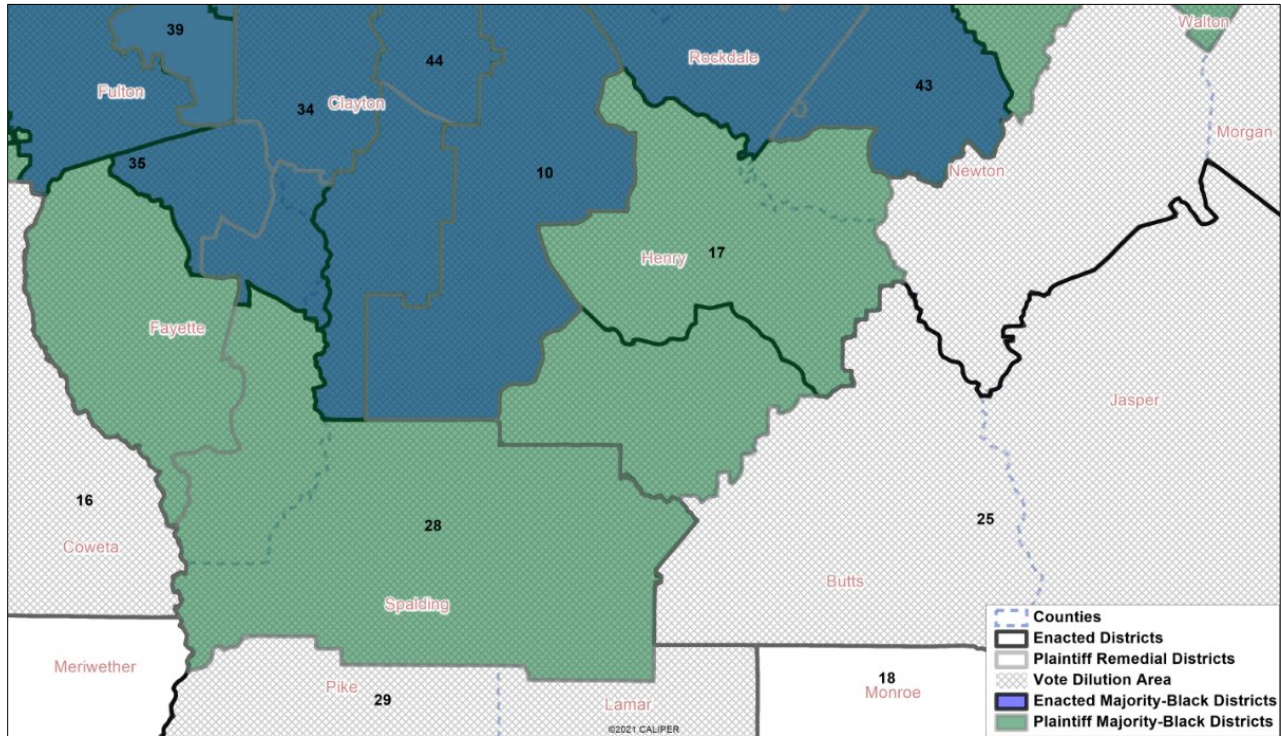 Walton
39
44
Rockdale
43
Fulton
34
Clayton
Morgan
35
10
Newton
Henry
17
Fayette
Jasper
16
28
25
Coweta
Butts
Spalding
Counties
Enacted Districts
Plaintiff Remedial Districts
Vote Dilution Area
Enacted Majority-Black Districts
Plaintiff Majority-Black Districts
Meriwether
Pike
29
18
Monroe
Lamar
©2021 CALIPER